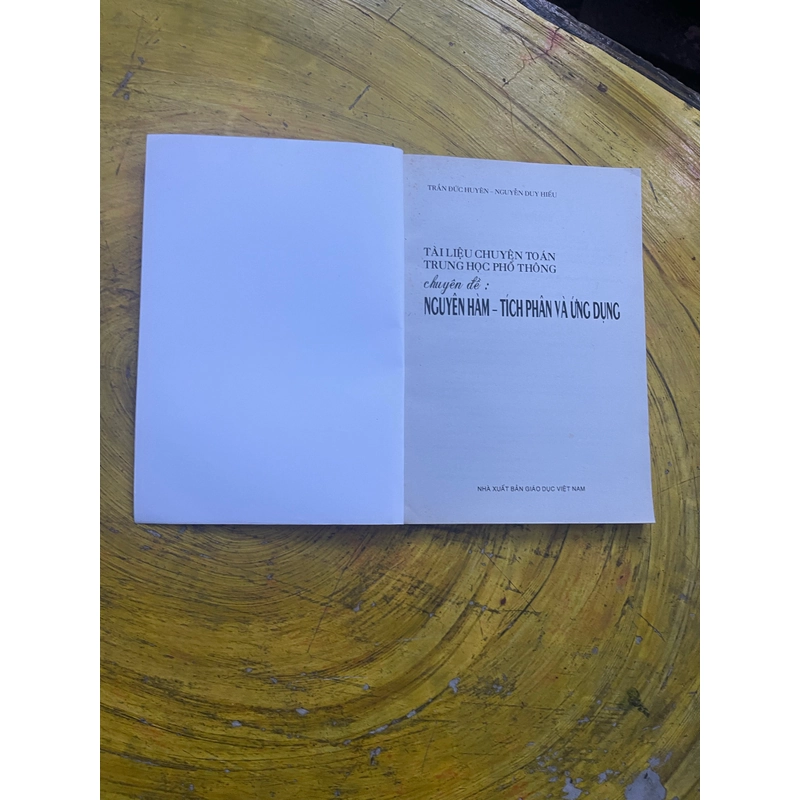 TRẦN ĐỨC HUYÊN - NGUYỄN DUY HIẾU
TÀI LIỆU CHUYÊN TOÁN
TRUNG HỌC PHỔ THÔNG
chuyên đề :
NGUYÊN HÀM – TÍCH PHÂN VÀ ỨNG DỤNG
NHÀ XUẤT BẢN GIÁO DỤC VIỆT NAM